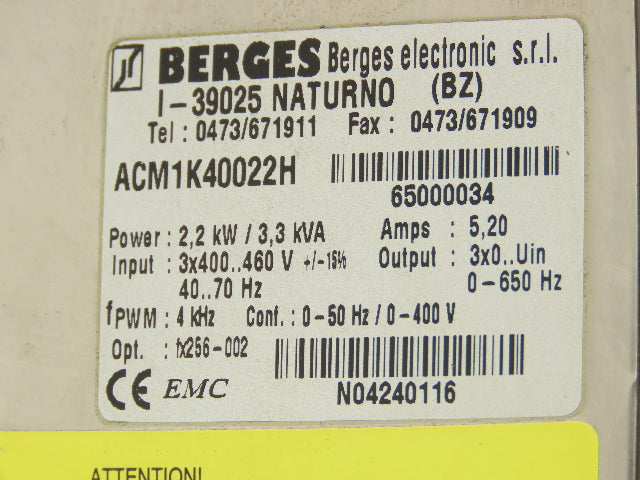 BERGES Berges electronic s.r.l.
I-39025 NATURNO (BZ)
Tel : 0473/671911 Fax : 0473/671909
ACM1K40022H
65000034
Power : 2,2 kW / 3,3 kVA Amps : 5,20
Input : 3x400..460 V +/-15% Output : 3x0..Uin
40..70 Hz 0-650 Hz
fPWM : 4 kHz Conf. : 0-50 Hz / 0-400 V
Opt. : fx256-002
CE EMC N04240116
ATTENTION!